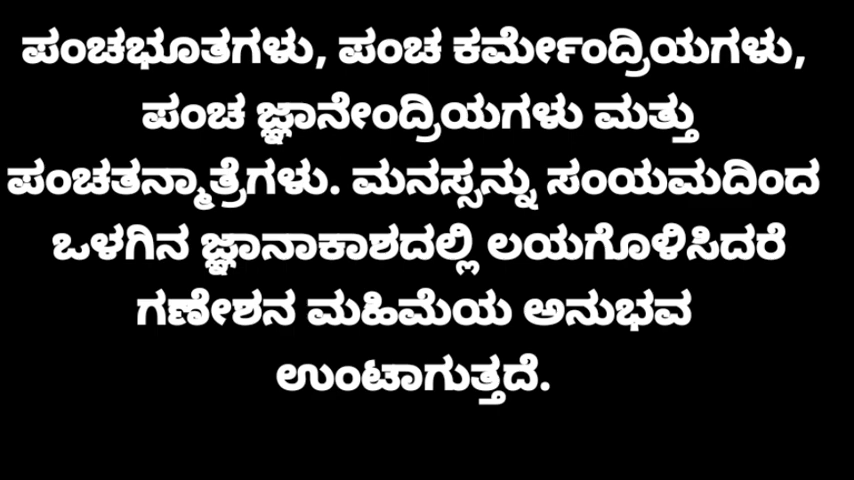 ಪಂಚಭೂತಗಳು, ಪಂಚ ಕರ್ಮೇಂದ್ರಿಯಗಳು,
ಪಂಚ ಜ್ಞಾನೇಂದ್ರಿಯಗಳು ಮತ್ತು
ಪಂಚತನ್ಮಾತ್ರೆಗಳು. ಮನಸ್ಸನ್ನು ಸಂಯಮದಿಂದ
ಒಳಗಿನ ಜ್ಞಾನಾಕಾಶದಲ್ಲಿ ಲಯಗೊಳಿಸಿದರೆ
ಗಣೇಶನ ಮಹಿಮೆಯ ಅನುಭವ
ಉಂಟಾಗುತ್ತದೆ.